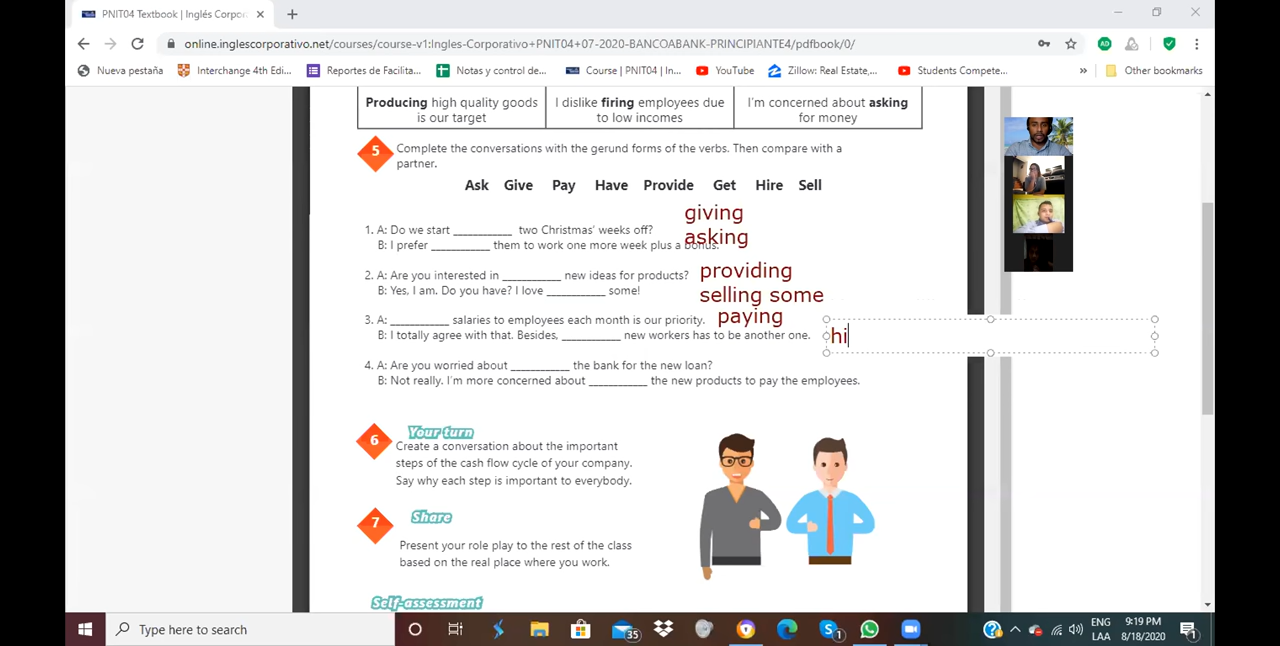 PNIT04 Textbook | Inglés Corpor
online.inglescorporativo.net/courses/course-v1:Ingles-Corporativo+PNIT04+07-2020-BANCOABANK-PRINCIPIANTE4/pdfbook/0/
Nueva pestaña Interchange 4th Edi... Reportes de Facilita... Notas y control de... Course | PNIT04 | In... YouTube Zillow: Real Estate,... Students Compete... » Other bookmarks
Producing high quality goods is our target I dislike firing employees due to low incomes I'm concerned about asking for money
5 Complete the conversations with the gerund forms of the verbs. Then compare with a
partner.
Ask Give Pay Have Provide Get Hire Sell
giving
1. A: Do we start ____________ two Christmas' weeks off?
asking
B: I prefer ____________ them to work one more week plus a bonus.
2. A: Are you interested in ____________ new ideas for products? providing
B: Yes, I am. Do you have? I love ____________ some! selling some
3. A: ____________ salaries to employees each month is our priority. paying
B: I totally agree with that. Besides, ____________ new workers has to be another one. hi
4. A: Are you worried about ____________ the bank for the new loan?
B: Not really. I'm more concerned about ____________ the new products to pay the employees.
6 Your turn
Create a conversation about the important
steps of the cash flow cycle of your company.
Say why each step is important to everybody.
7 Share
Present your role play to the rest of the class
based on the real place where you work.
Self-assessment
Type here to search
35
1
ENG
LAA
9:19 PM
8/18/2020
1